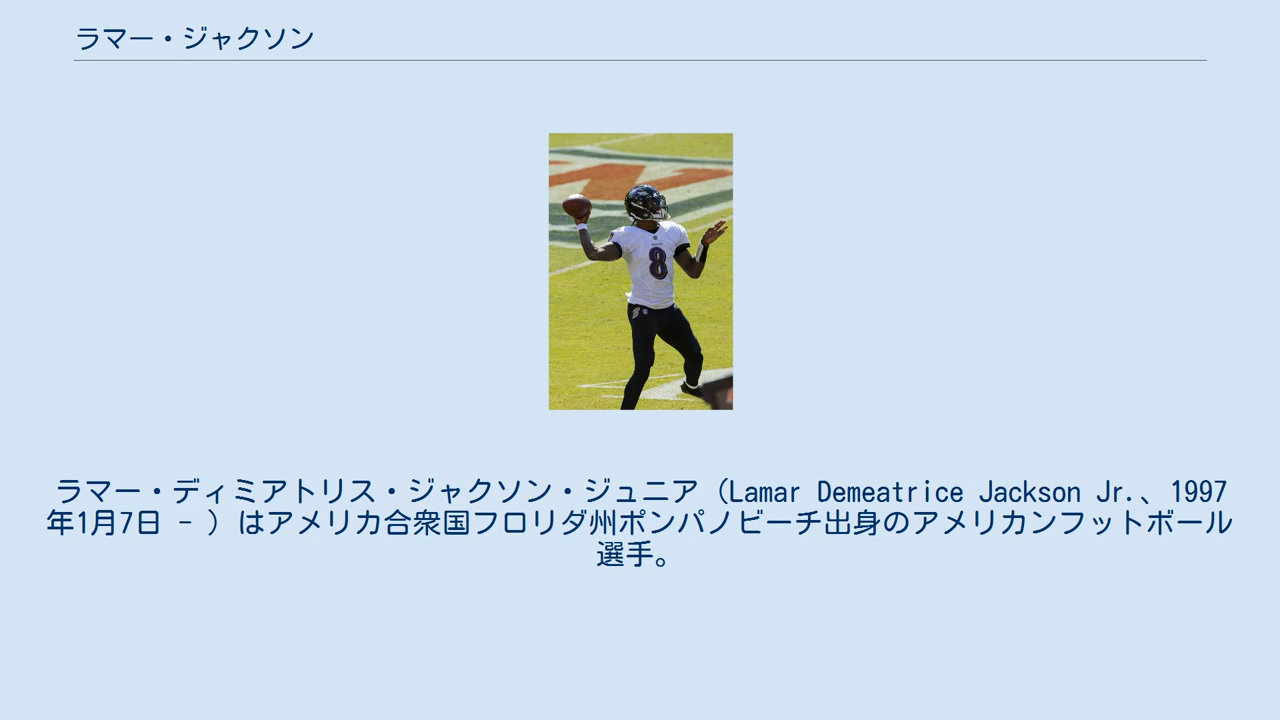 ラマー・ジャクソン
8
ラマー・ディミアトリス・ジャクソン・ジュニア（Lamar Demeatrice Jackson Jr.、1997
年1月7日 - ）はアメリカ合衆国フロリダ州ポンパノビーチ出身のアメリカンフットボール
選手。